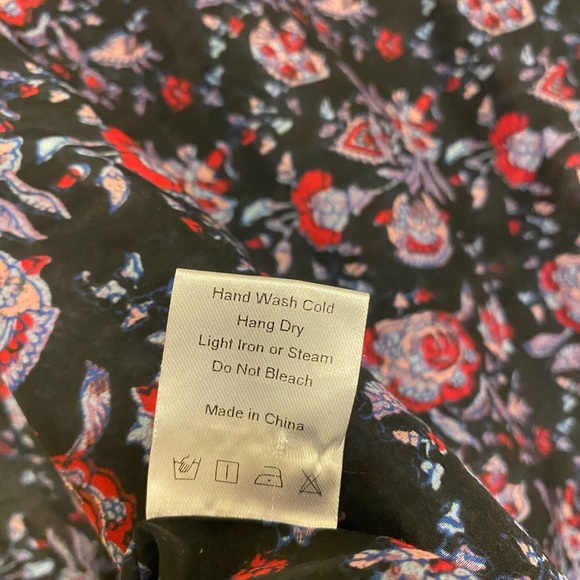 Hand Wash Cold
Hang Dry
Light Iron or Steam
Do Not Bleach
Made in China